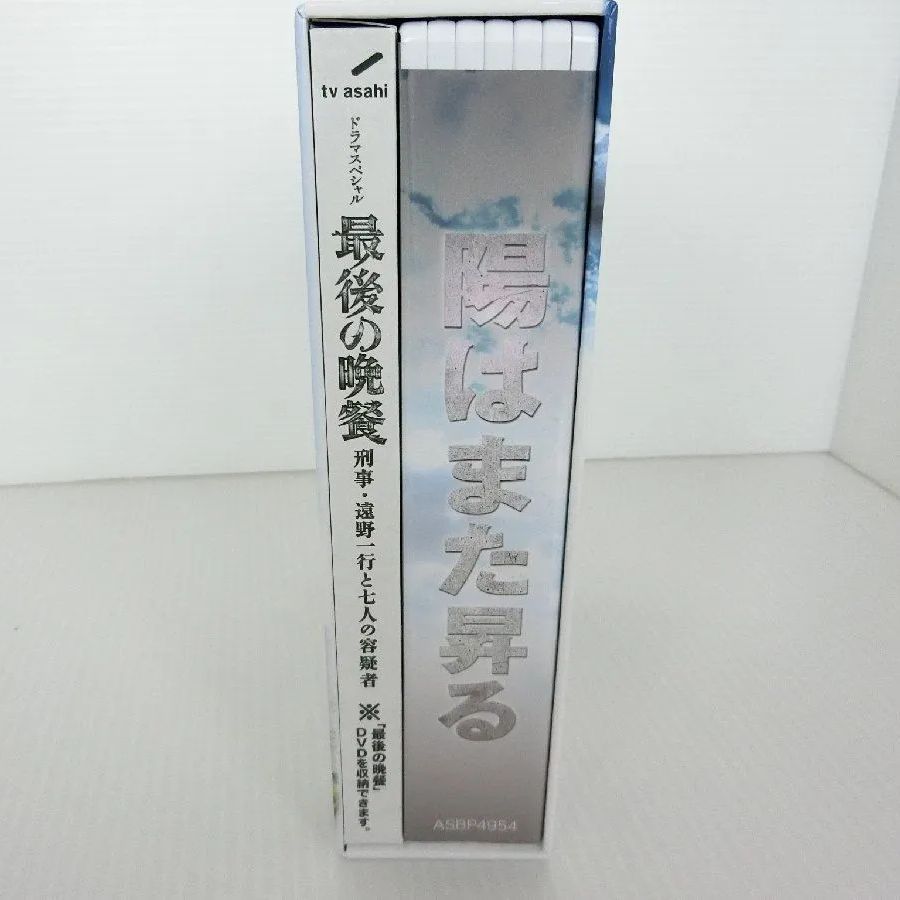 tv asahi
ドラマスペシャル
最後の晩餐
刑事・遠野一行と七人の容疑者
※「最後の晩餐」
DVDを収納できます。
陽はまた昇る
ASBP4954